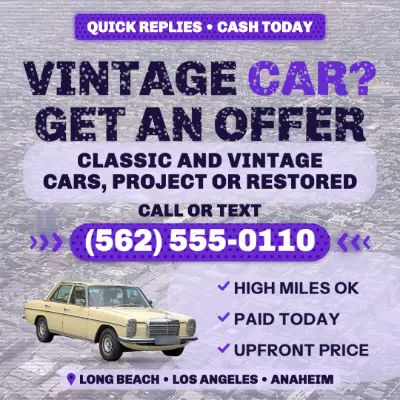 QUICK REPLIES • CASH TODAY
VINTAGE CAR?
GET AN OFFER
CLASSIC AND VINTAGE
CARS, PROJECT OR RESTORED
CALL OR TEXT
(562) 555-0110
HIGH MILES OK
PAID TODAY
UPFRONT PRICE
LONG BEACH • LOS ANGELES • ANAHEIM